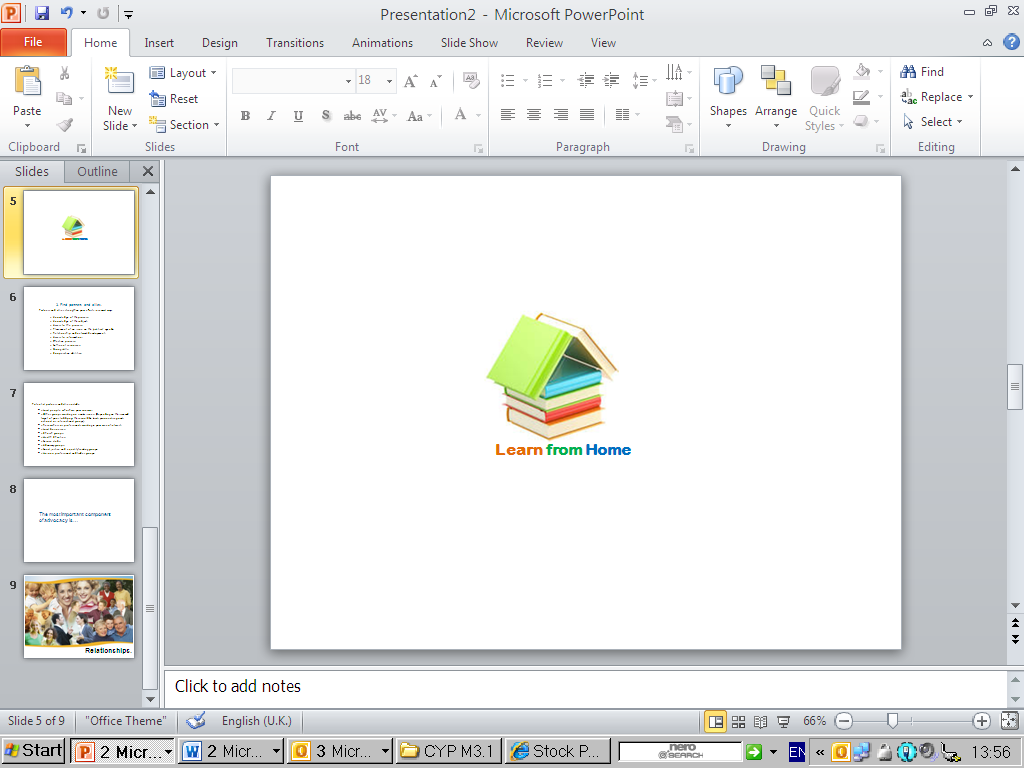 Presentation2 - Microsoft PowerPoint
File Home Insert Design Transitions Animations Slide Show Review View
Paste
Clipboard
New Slide
Layout
Reset
Section
Slides
18
B I U S abc AV Aa A
Font
Paragraph
Shapes Arrange Quick Styles
Drawing
Find
Replace
Select
Editing
Slides Outline
5
6
7
8
The most important component
of advocacy is...
9
Relationships.
Learn from Home
Click to add notes
Slide 5 of 9 "Office Theme" English (U.K.) 66%
Start 2 Micr... 2 Micr... 3 Micr... CYP M3.1 Stock P... nero SEARCH EN « 13:56